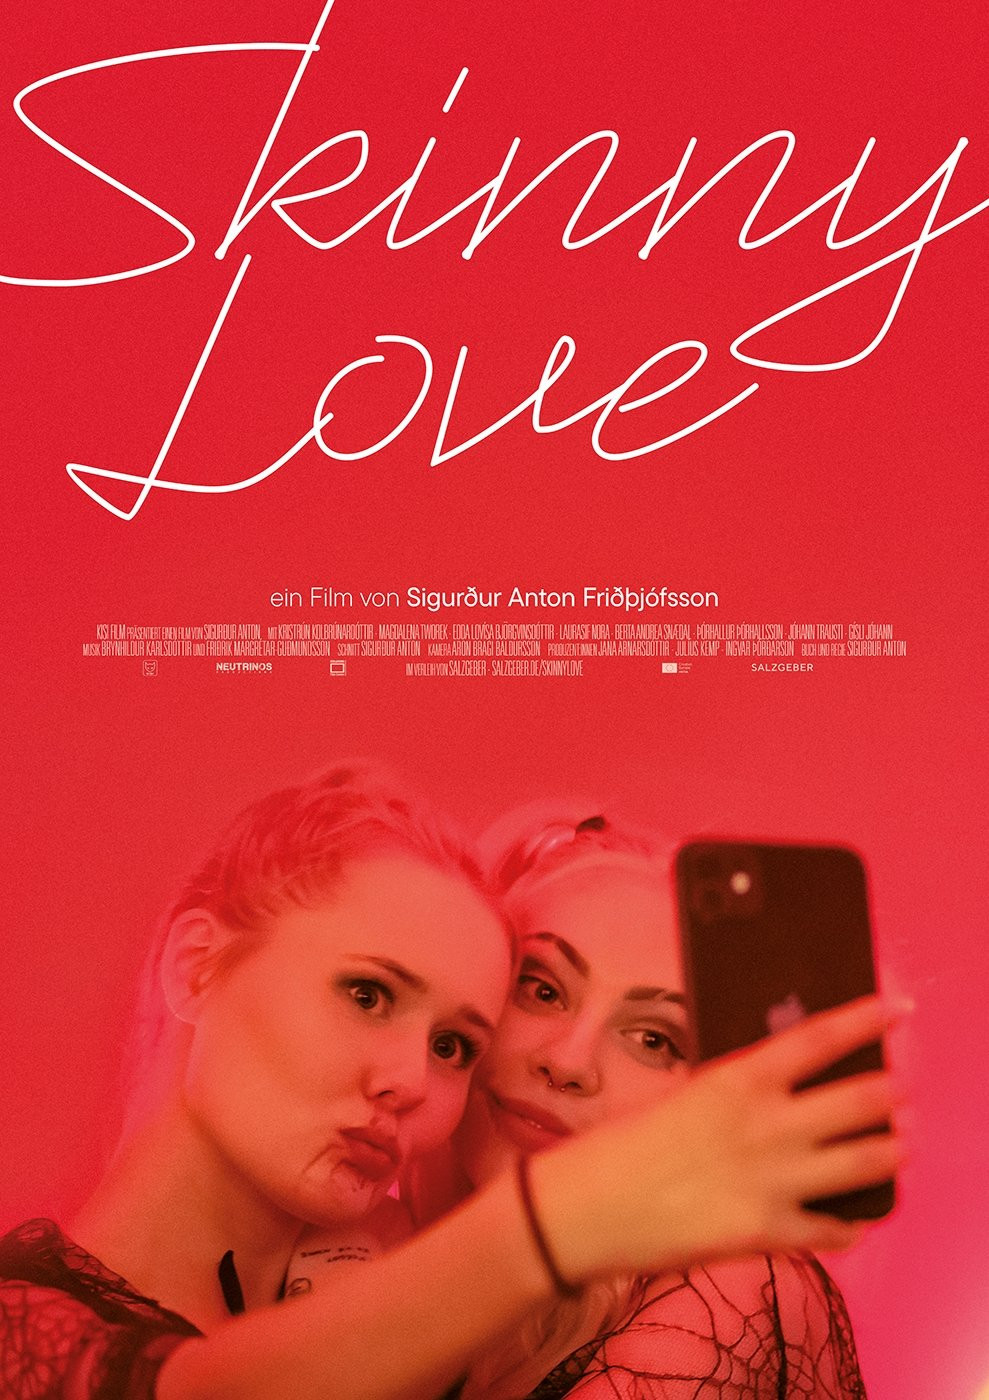 Skinny
Love
ein Film von Sigurður Anton Friðþjófsson
KISI FILM PRÄSENTIERT EINEN FILM VON SIGURÐUR ANTON MIT KRISTRÚN KOLBRÚNARDÓTTIR · MAGDALENA TWOREK · EDDA LOVÍSA BJÖRGVINSDÓTTIR · LAURASIF NORA · BERTA ANDREA SNÆDAL · ÞÓRHALLUR ÞÓRHALLSSON · JÓHANN TRAUSTI · GÍSLI JÓHANN
MUSIK BRYNHILDUR KARLSDÓTTIR UND FREDRIK MARGRETAR-GUÐMUNDSSON SCHNITT SIGURÐUR ANTON KAMERA ARON BRAGI BALDURSSON PRODUZENT:INNEN JANA ARNARSDÓTTIR · JÚLÍUS KEMP · INGVAR ÞÓRÐARSON BUCH UND REGIE SIGURÐUR ANTON
NEUTRINOS
IM VERLEIH VON SALZGEBER · SALZGEBER.DE/SKINNYLOVE
SALZGEBER